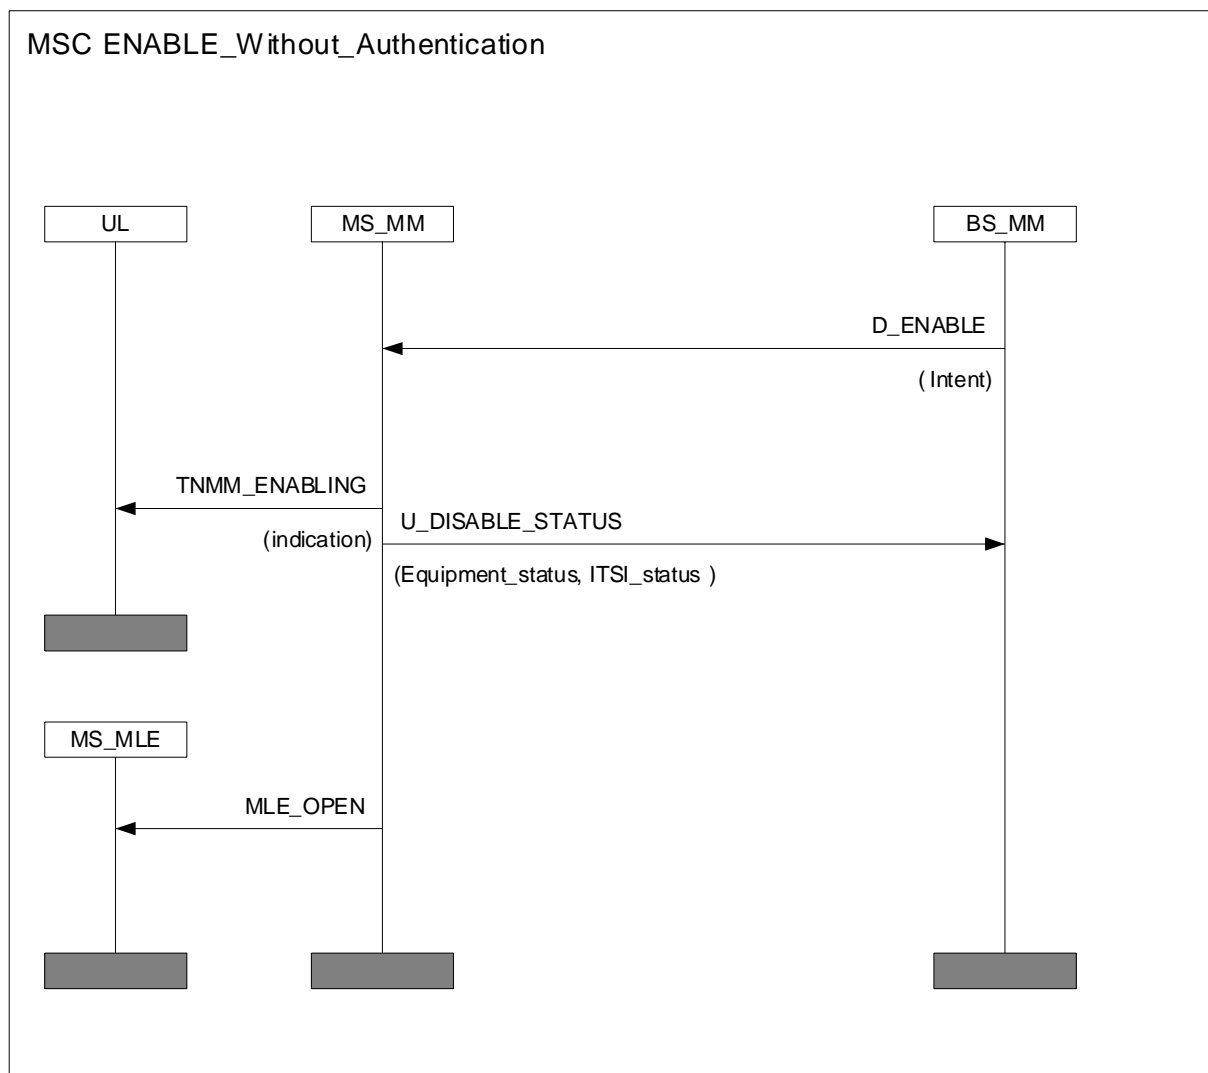 MSC ENABLE_Without_Authentication
UL
MS_MM
BS_MM
D_ENABLE
( Intent)
TNMM_ENABLING
U_DISABLE_STATUS
(indication)
(Equipment_status, ITSI_status )
MS_MLE
MLE_OPEN